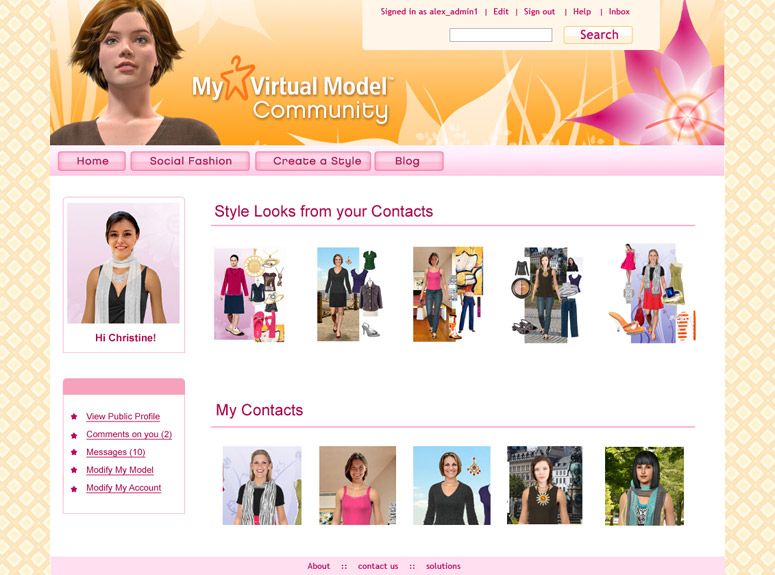 Signed in as alex_admin1 | Edit | Sign out | Help | Inbox
Search
My Virtual Model™
Community
Home Social Fashion Create a Style Blog
Style Looks from your Contacts
Hi Christine!
My Contacts
View Public Profile
Comments on you (2)
Messages (10)
Modify My Model
Modify My Account
About :: contact us :: solutions